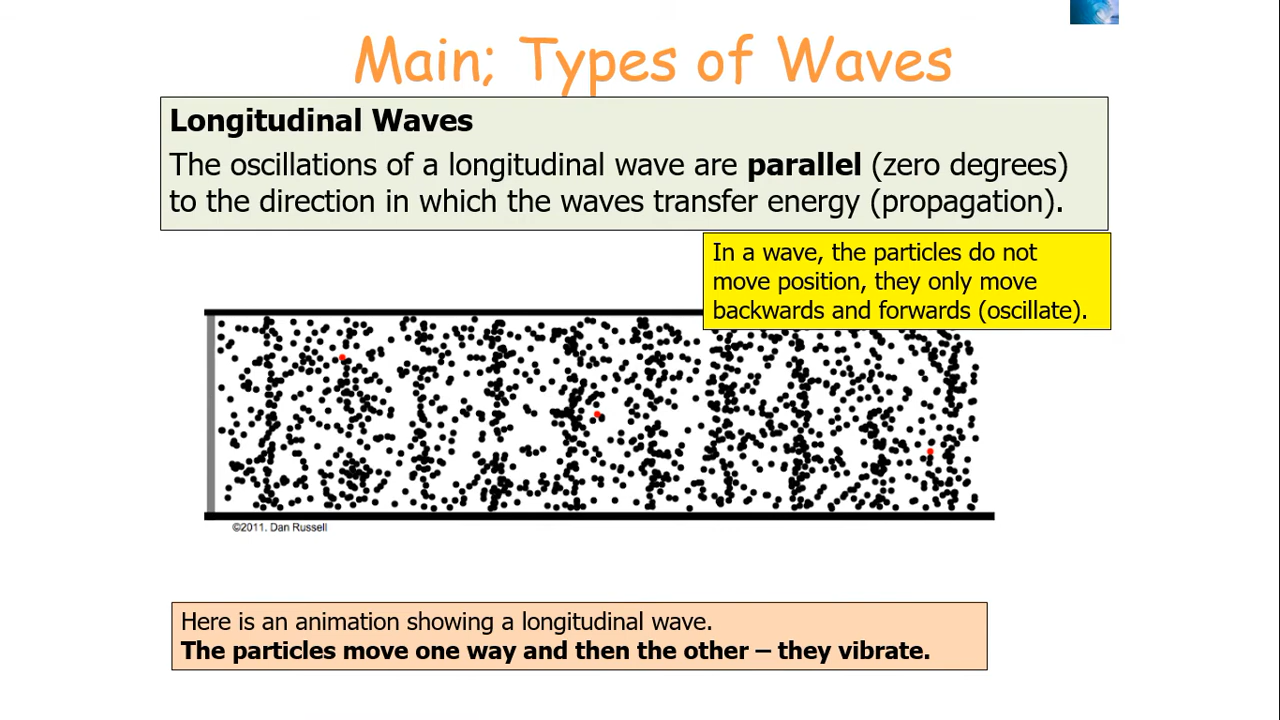 Main; Types of Waves
Longitudinal Waves
The oscillations of a longitudinal wave are parallel (zero degrees)
to the direction in which the waves transfer energy (propagation).
In a wave, the particles do not
move position, they only move
backwards and forwards (oscillate).
©2011. Dan Russell
Here is an animation showing a longitudinal wave.
The particles move one way and then the other – they vibrate.